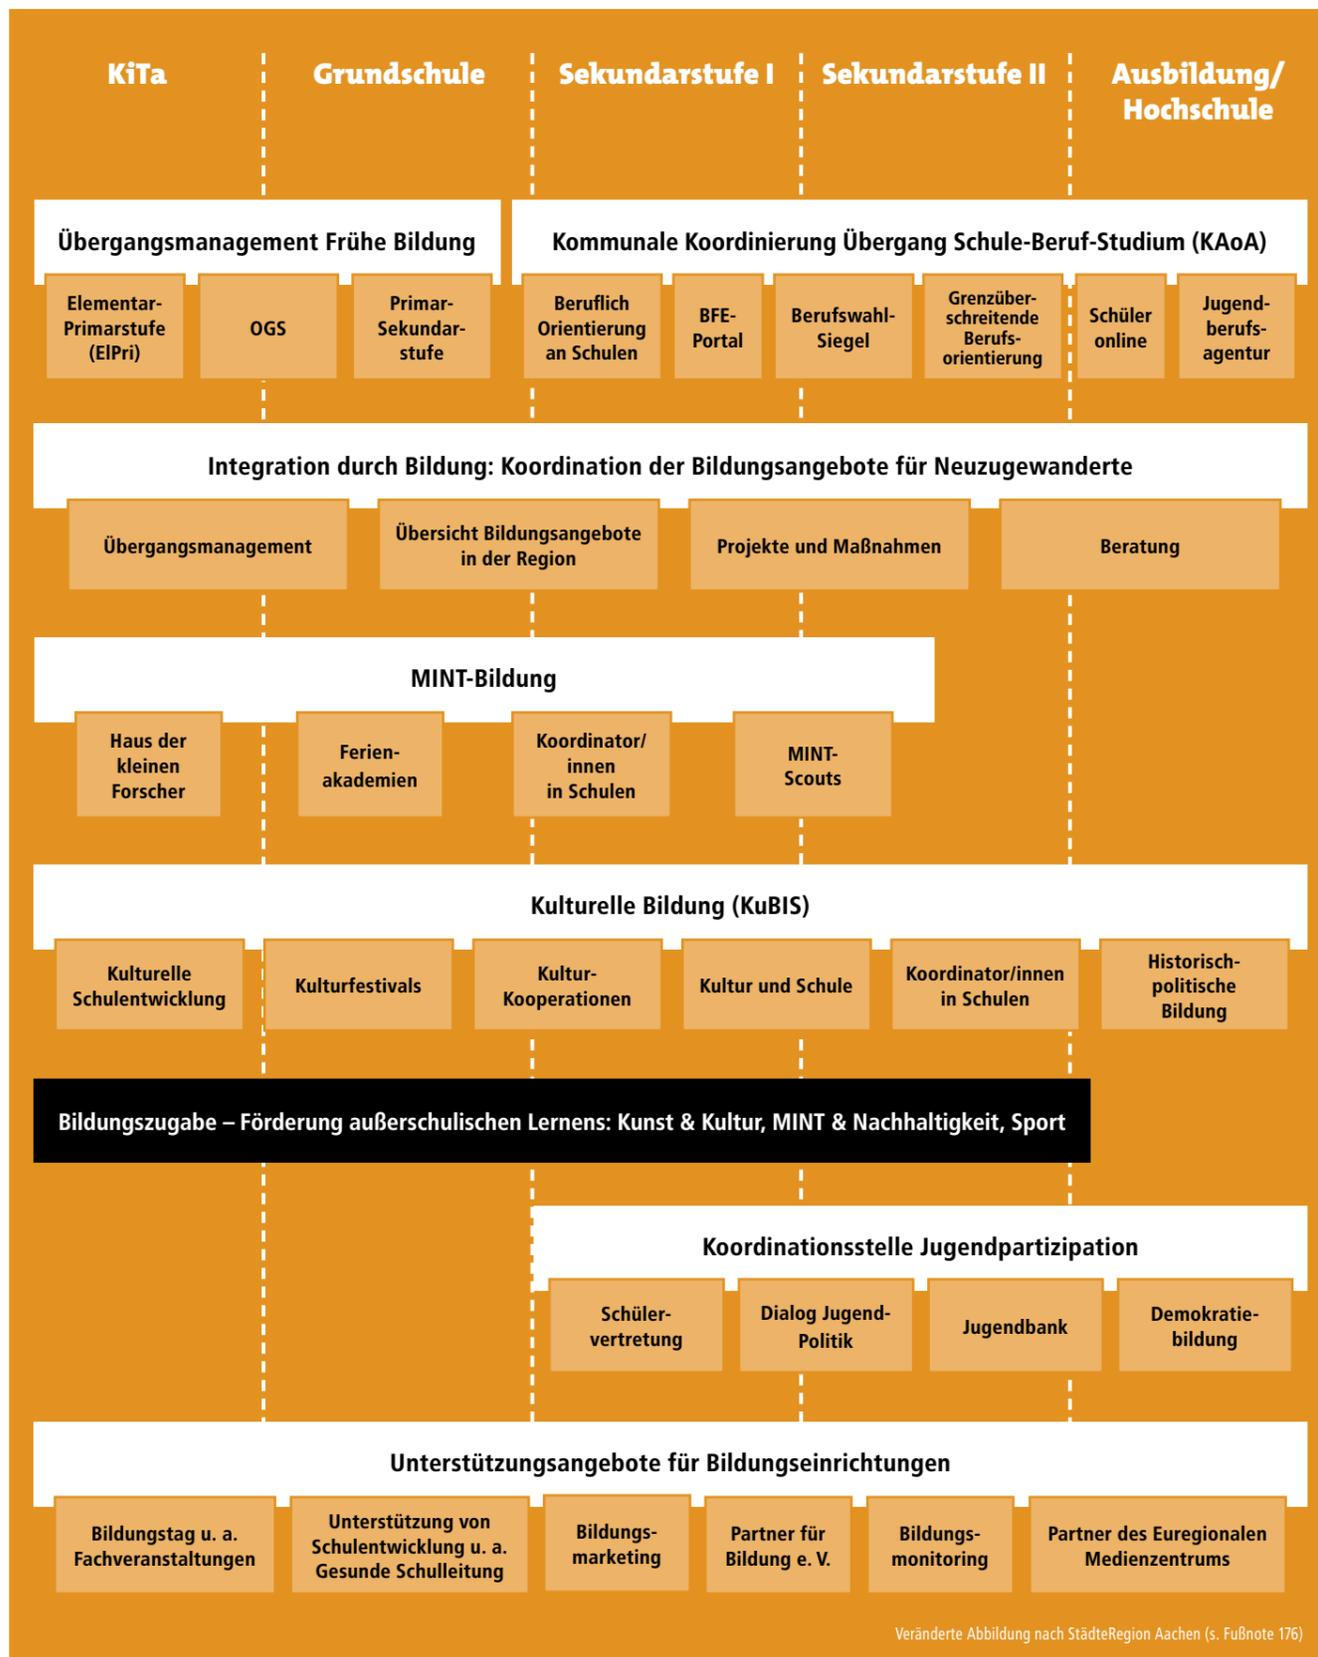 KiTa
Grundschule
Sekundarstufe I
Sekundarstufe II
Ausbildung/
Hochschule
Übergangsmanagement Frühe Bildung
Elementar-
Primarstufe
(ElPri)
OGS
Primar-
Sekundar-
stufe
Kommunale Koordinierung Übergang Schule-Beruf-Studium (KAoA)
Beruflich
Orientierung
an Schulen
BFE-
Portal
Berufswahl-
Siegel
Grenzüber-
schreitende
Berufs-
orientierung
Schüler
online
Jugend-
berufs-
agentur
Integration durch Bildung: Koordination der Bildungsangebote für Neuzugewanderte
Übergangsmanagement
Übersicht Bildungsangebote
in der Region
Projekte und Maßnahmen
Beratung
MINT-Bildung
Haus der
kleinen
Forscher
Ferien-
akademien
Koordinator/
innen
in Schulen
MINT-
Scouts
Kulturelle Bildung (KuBIS)
Kulturelle
Schulentwicklung
Kulturfestivals
Kultur-
Kooperationen
Kultur und Schule
Koordinator/innen
in Schulen
Historisch-
politische
Bildung
Bildungszugabe – Förderung außerschulischen Lernens: Kunst & Kultur, MINT & Nachhaltigkeit, Sport
Koordinationsstelle Jugendpartizipation
Schüler-
vertretung
Dialog Jugend-
Politik
Jugendbank
Demokratie-
bildung
Unterstützungsangebote für Bildungseinrichtungen
Bildungstag u. a.
Fachveranstaltungen
Unterstützung von
Schulentwicklung u. a.
Gesunde Schulleitung
Bildungs-
marketing
Partner für
Bildung e. V.
Bildungs-
monitoring
Partner des Euregionalen
Medienzentrums
Veränderte Abbildung nach StädteRegion Aachen (s. Fußnote 176)